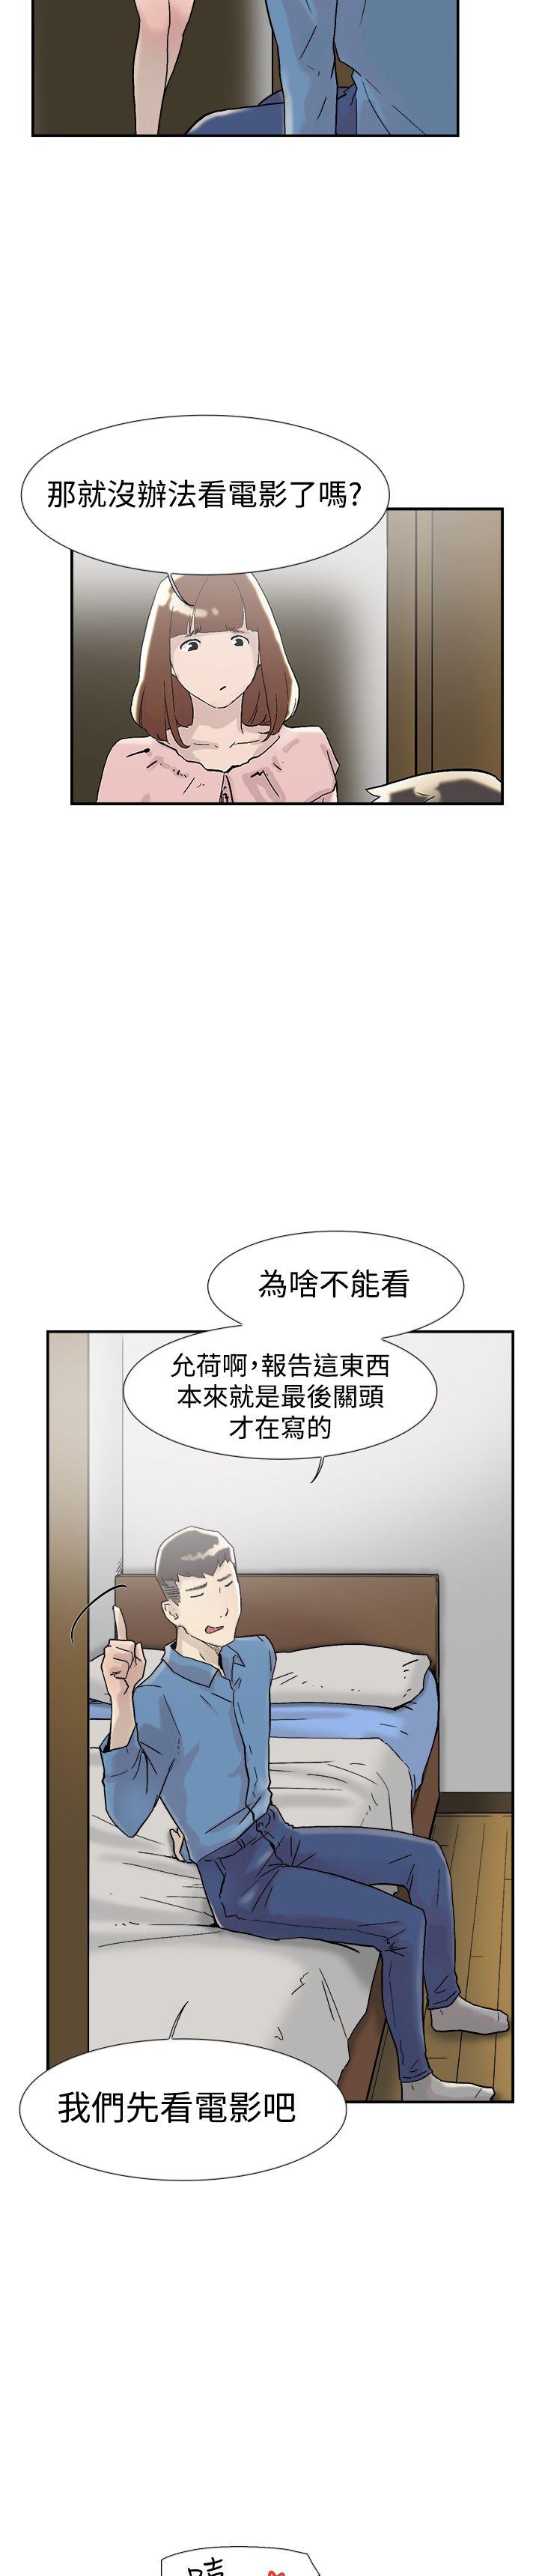 那就沒辦法看電影了嗎?
為啥不能看
允荷啊，報告這東西
本來就是最後關頭
才在寫的
我們先看電影吧